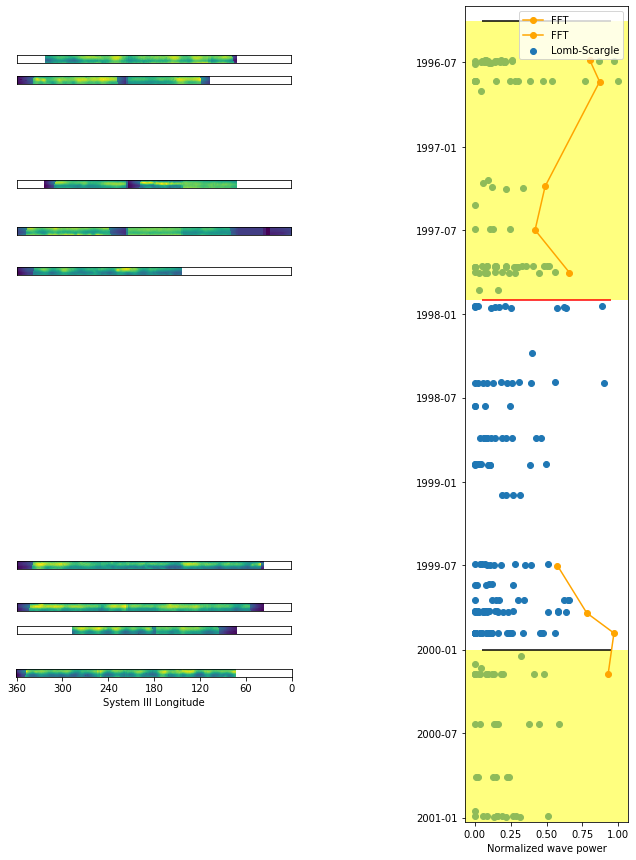 FFT
FFT
Lomb-Scargle
1996-07
1997-01
1997-07
1998-01
1998-07
1999-01
1999-07
2000-01
2000-07
2001-01
360 300 240 180 120 60 0
System III Longitude
0.00 0.25 0.50 0.75 1.00
Normalized wave power